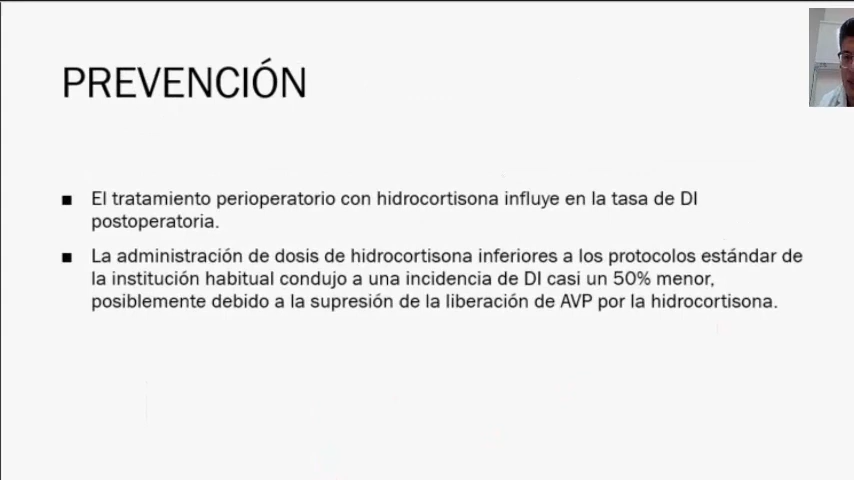 PREVENCIÓN
■ El tratamiento perioperatorio con hidrocortisona influye en la tasa de DI
postoperatoria.
■ La administración de dosis de hidrocortisona inferiores a los protocolos estándar de
la institución habitual condujo a una incidencia de DI casi un 50% menor,
posiblemente debido a la supresión de la liberación de AVP por la hidrocortisona.